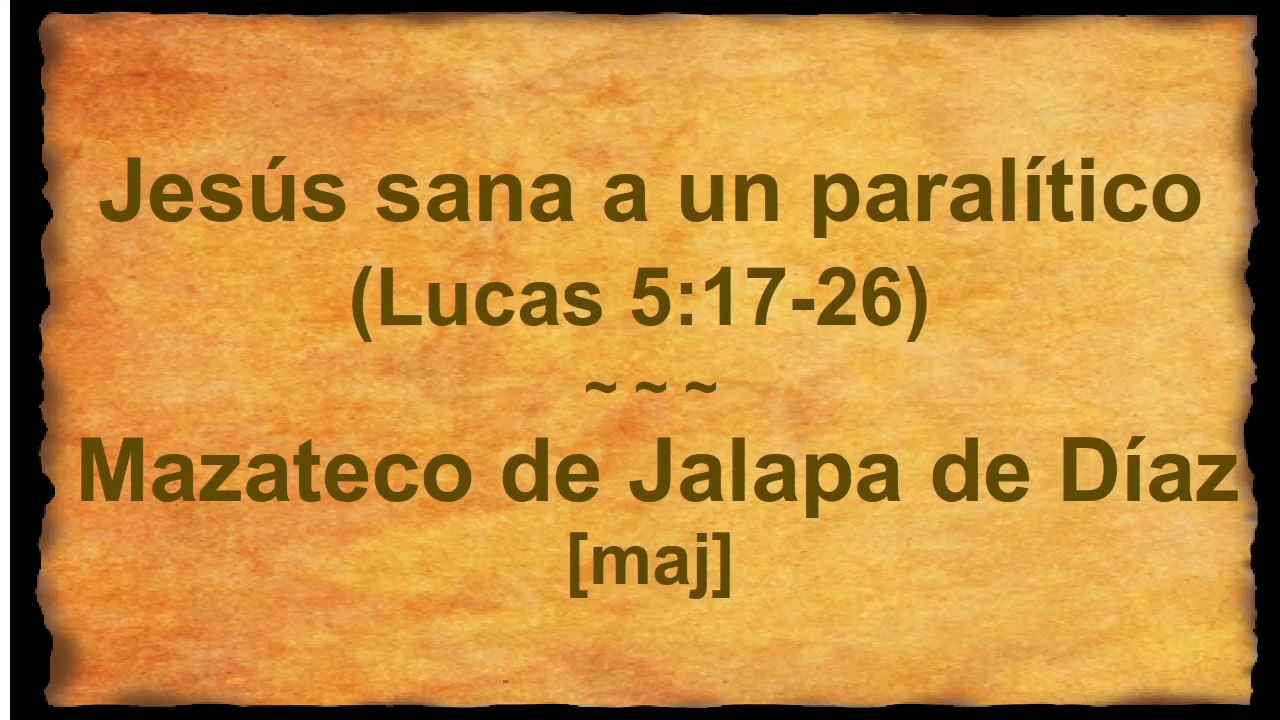 Jesús sana a un paralítico
(Lucas 5:17-26)
~ ~ ~
Mazateco de Jalapa de Díaz
[maj]